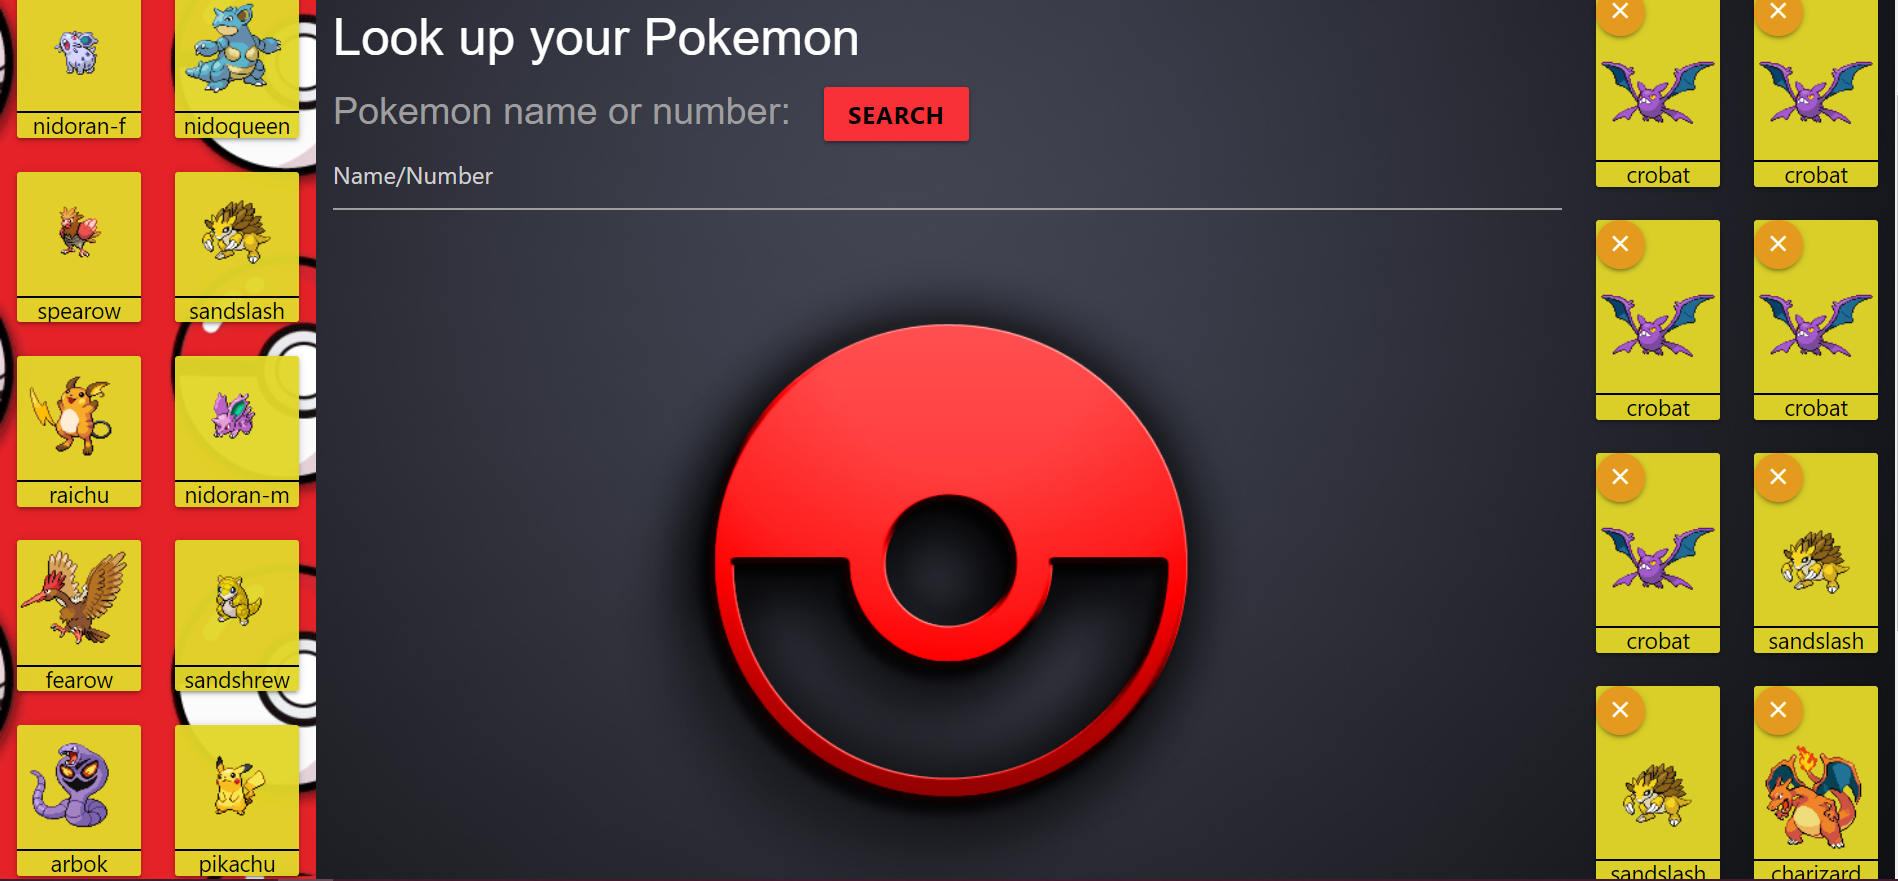 nidoran-f
nidoqueen
spearow
sandslash
raichu
nidoran-m
fearow
sandshrew
arbok
pikachu
Look up your Pokemon
Pokemon name or number:
SEARCH
Name/Number
crobat
crobat
crobat
crobat
crobat
sandslash
sandslash
charizard